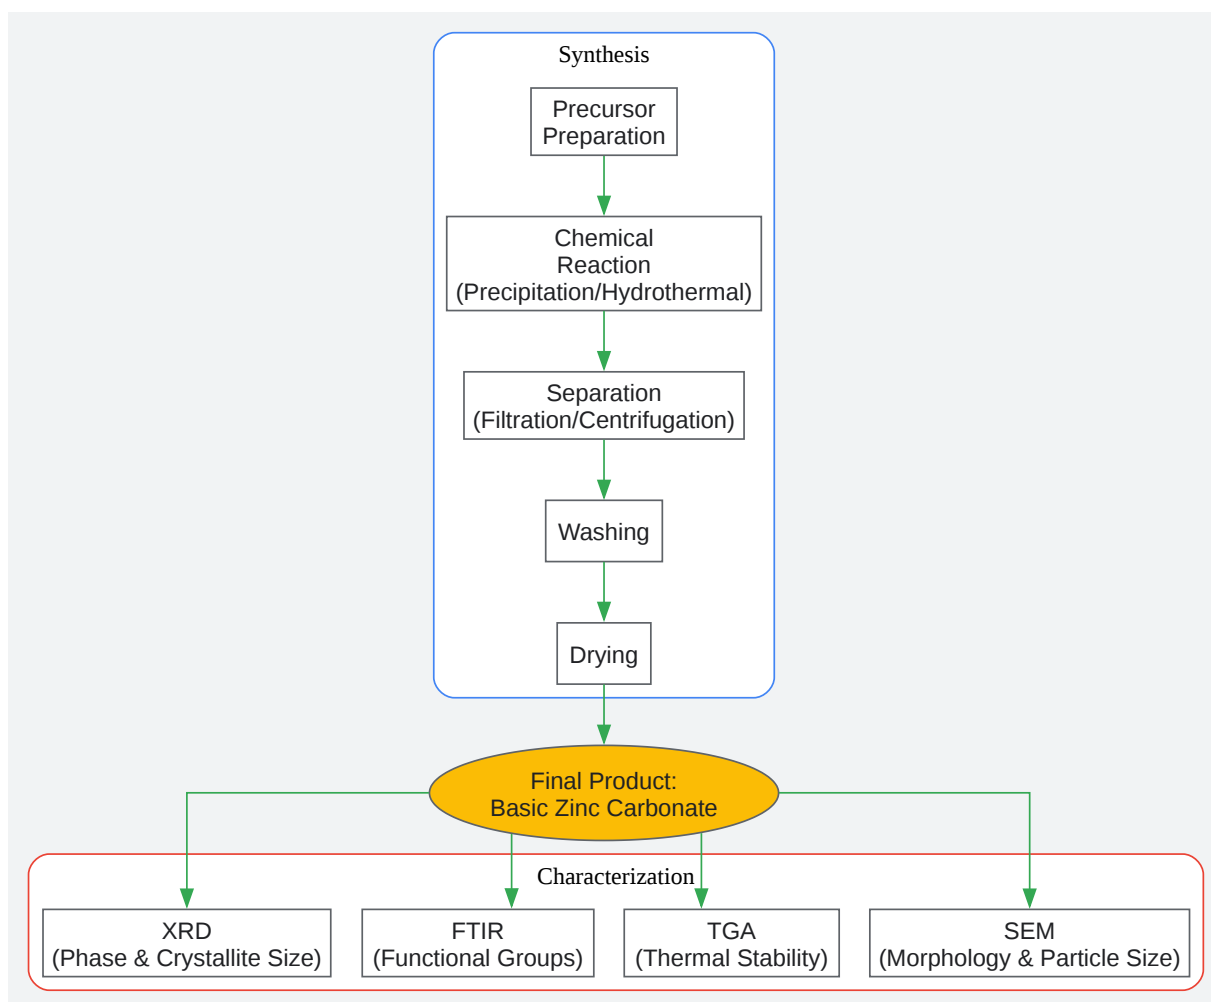 Synthesis
Precursor
Preparation
Chemical
Reaction
(Precipitation/Hydrothermal)
Separation
(Filtration/Centrifugation)
Washing
Drying
Final Product:
Basic Zinc Carbonate
Characterization
XRD
(Phase & Crystallite Size)
FTIR
(Functional Groups)
TGA
(Thermal Stability)
SEM
(Morphology & Particle Size)